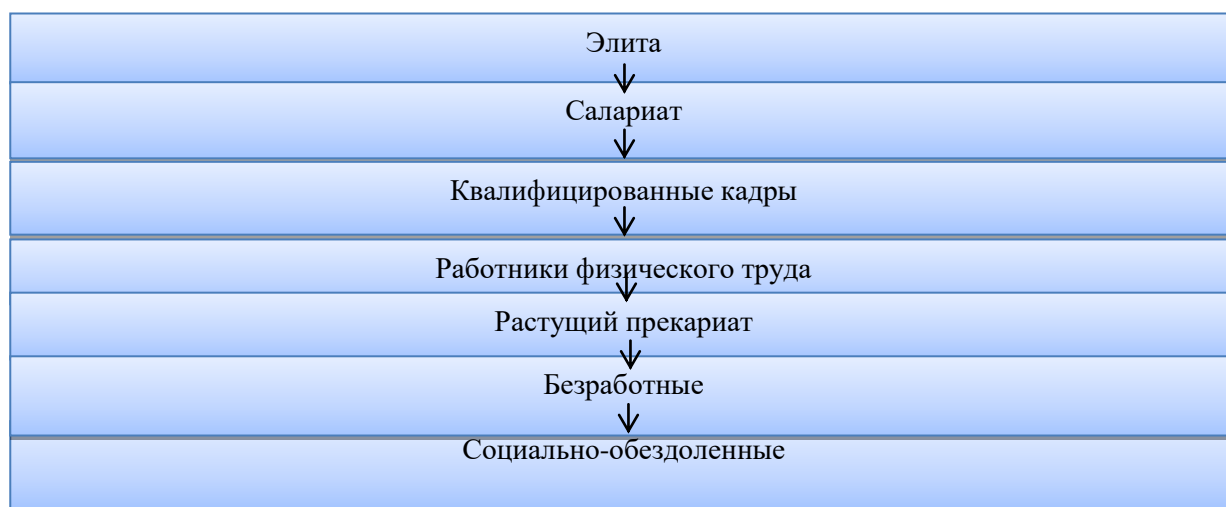 Элита
Салариат
Квалифицированные кадры
Работники физического труда
Растущий прекариат
Безработные
Социально-обездоленные